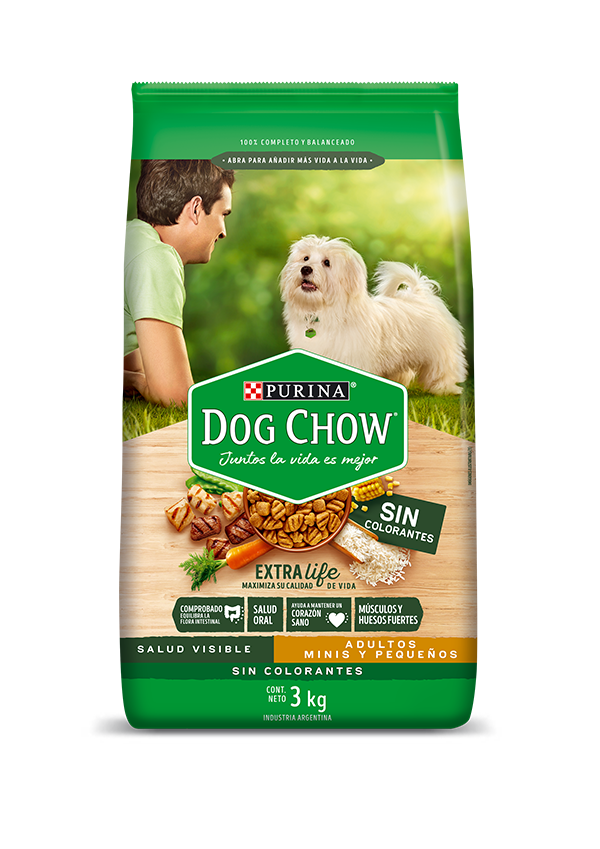 100% COMPLETO Y BALANCEADO
• ABRA PARA AÑADIR MÁS VIDA A LA VIDA •
PURINA®
DOG CHOW®
Juntos la vida es mejor
SIN
COLORANTES
EXTRA life
MAXIMIZA SU CALIDAD DE VIDA
COMPROBADO
EQUILIBRA LA
FLORA INTESTINAL
SALUD
ORAL
AYUDA A MANTENER UN
CORAZÓN
SANO
MÚSCULOS Y
HUESOS FUERTES
SALUD VISIBLE
ADULTOS
MINIS Y PEQUEÑOS
SIN COLORANTES
CONT.
NETO 3 kg
INDUSTRIA ARGENTINA